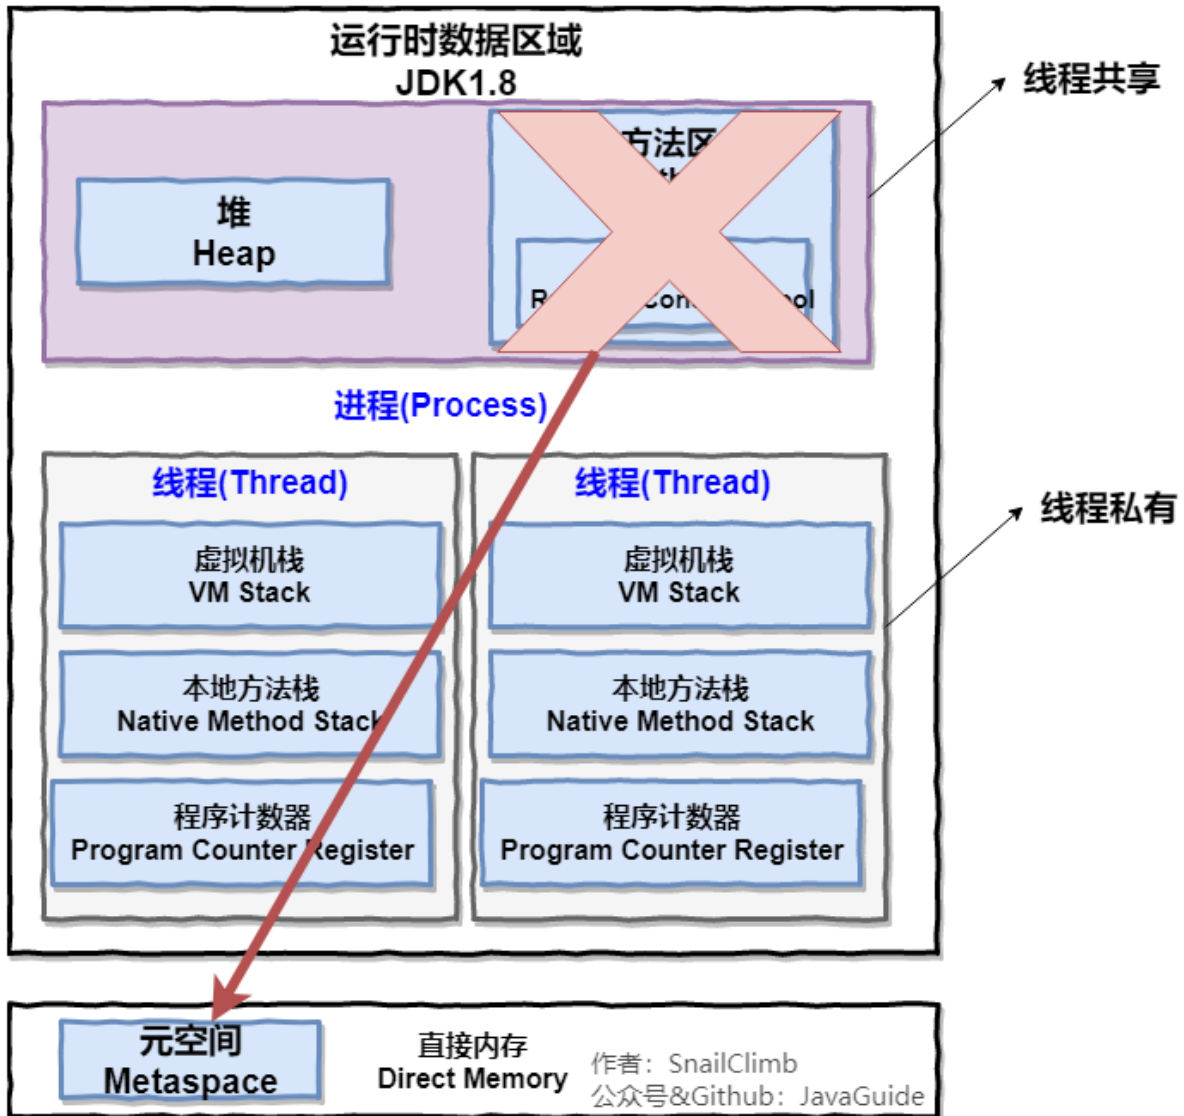 运行时数据区域
JDK1.8
线程共享
堆
Heap
方法区
进程(Process)
线程(Thread)
虚拟机栈
VM Stack
本地方法栈
Native Method Stack
程序计数器
Program Counter Register
线程(Thread)
虚拟机栈
VM Stack
本地方法栈
Native Method Stack
程序计数器
Program Counter Register
线程私有
元空间
Metaspace
直接内存
Direct Memory
作者：SnailClimb
公众号&Github：JavaGuide